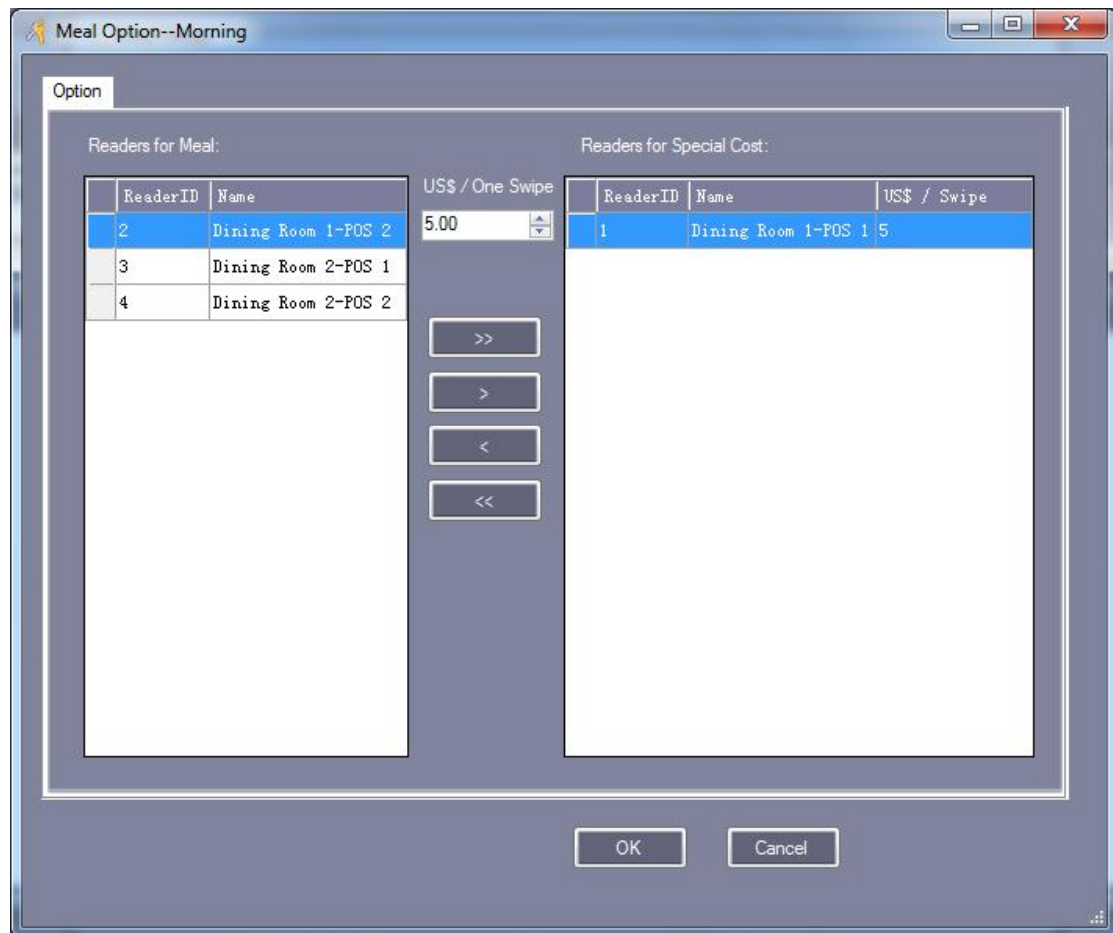 Meal Option--Morning
Option
Readers for Meal:
Readers for Special Cost:
US$ / One Swipe
5.00
ReaderID Name
2 Dining Room 1-POS 2
3 Dining Room 2-POS 1
4 Dining Room 2-POS 2
>>
>
<
<<
ReaderID Name US$ / Swipe
1 Dining Room 1-POS 1 5
OK
Cancel